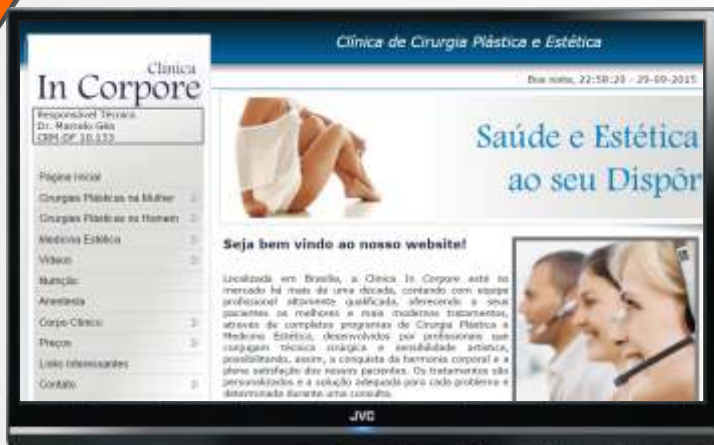 Clínica de Cirurgia Plástica e Estética
Clinica
In Corpore
Boa noite, 22:58:20 - 29-09-2015
Responsável Técnico
Dr. Marcelo
CRM-DF 10.133
Saúde e Estética
ao seu Dispôr
Página Inicial
Cirurgias Plásticas na Mulher
Cirurgias Plásticas no Homem
Medicina Estética
Vídeos
Nutrição
Anestesia
Corpo Clínico
Preços
Links Interessantes
Contato
Seja bem vindo ao nosso website!
Localizada em Brasília, a Clínica In Corpore está no
mercado há mais de uma década, contando com equipe
profissional altamente qualificada, oferecendo a seus
pacientes os melhores e mais modernos tratamentos,
através de completos programas de Cirurgia Plástica e
Medicina Estética, desenvolvidos por profissionais que
conjugam técnica cirúrgica e sensibilidade artística,
possibilitando, assim, a conquista da harmonia corporal e a
plena satisfação dos nossos pacientes. Os tratamentos são
personalizados e a solução adequada para cada problema é
determinada durante uma consulta.
JVC